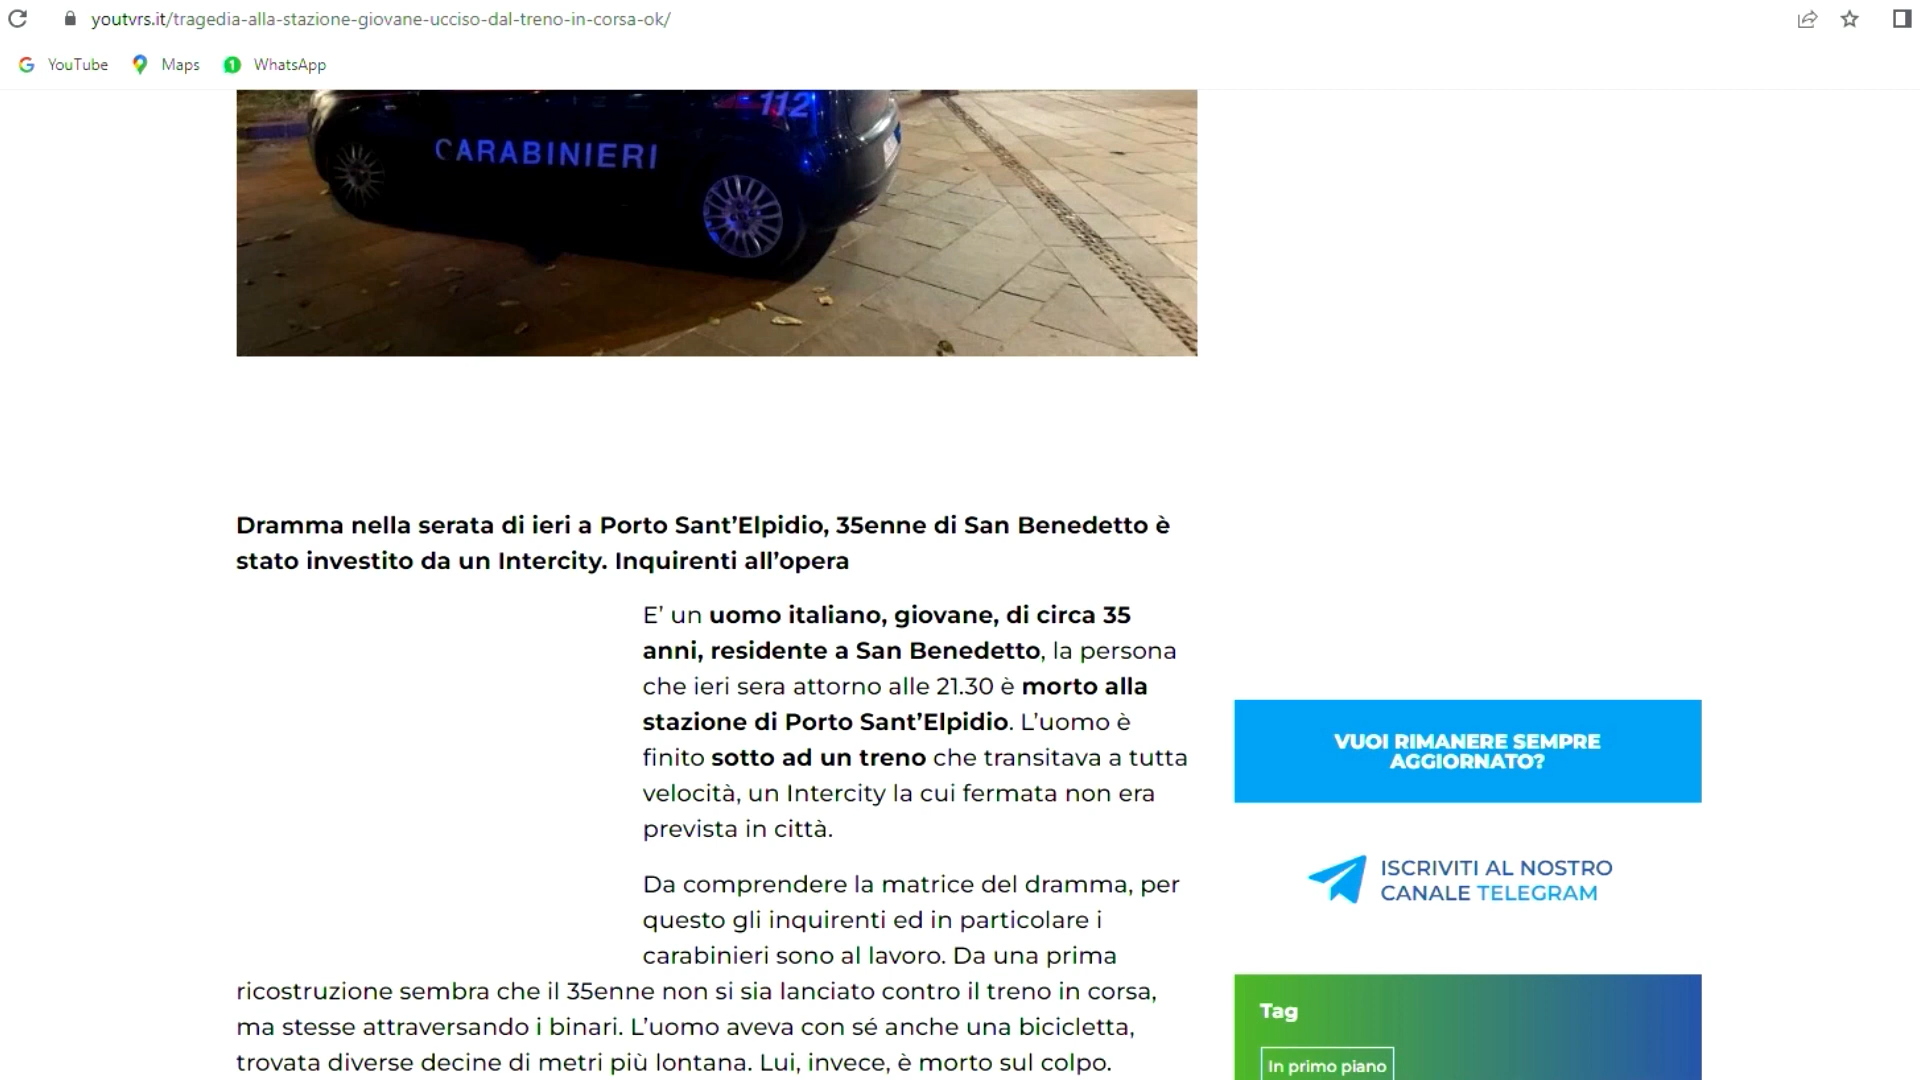 youtvrs.it/tragedia-alla-stazione-giovane-ucciso-dal-treno-in-corsa-ok/
YouTube Maps 1 WhatsApp
112
CARABINIERI
Dramma nella serata di ieri a Porto Sant’Elpidio, 35enne di San Benedetto è
stato investito da un Intercity. Inquirenti all’opera
E’ un uomo italiano, giovane, di circa 35
anni, residente a San Benedetto, la persona
che ieri sera attorno alle 21.30 è morto alla
stazione di Porto Sant’Elpidio. L’uomo è
finito sotto ad un treno che transitava a tutta
velocità, un Intercity la cui fermata non era
prevista in città.
Da comprendere la matrice del dramma, per
questo gli inquirenti ed in particolare i
carabinieri sono al lavoro. Da una prima
ricostruzione sembra che il 35enne non si sia lanciato contro il treno in corsa,
ma stesse attraversando i binari. L’uomo aveva con sé anche una bicicletta,
trovata diverse decine di metri più lontana. Lui, invece, è morto sul colpo.
VUOI RIMANERE SEMPRE
AGGIORNATO?
ISCRIVITI AL NOSTRO
CANALE TELEGRAM
Tag
In primo piano